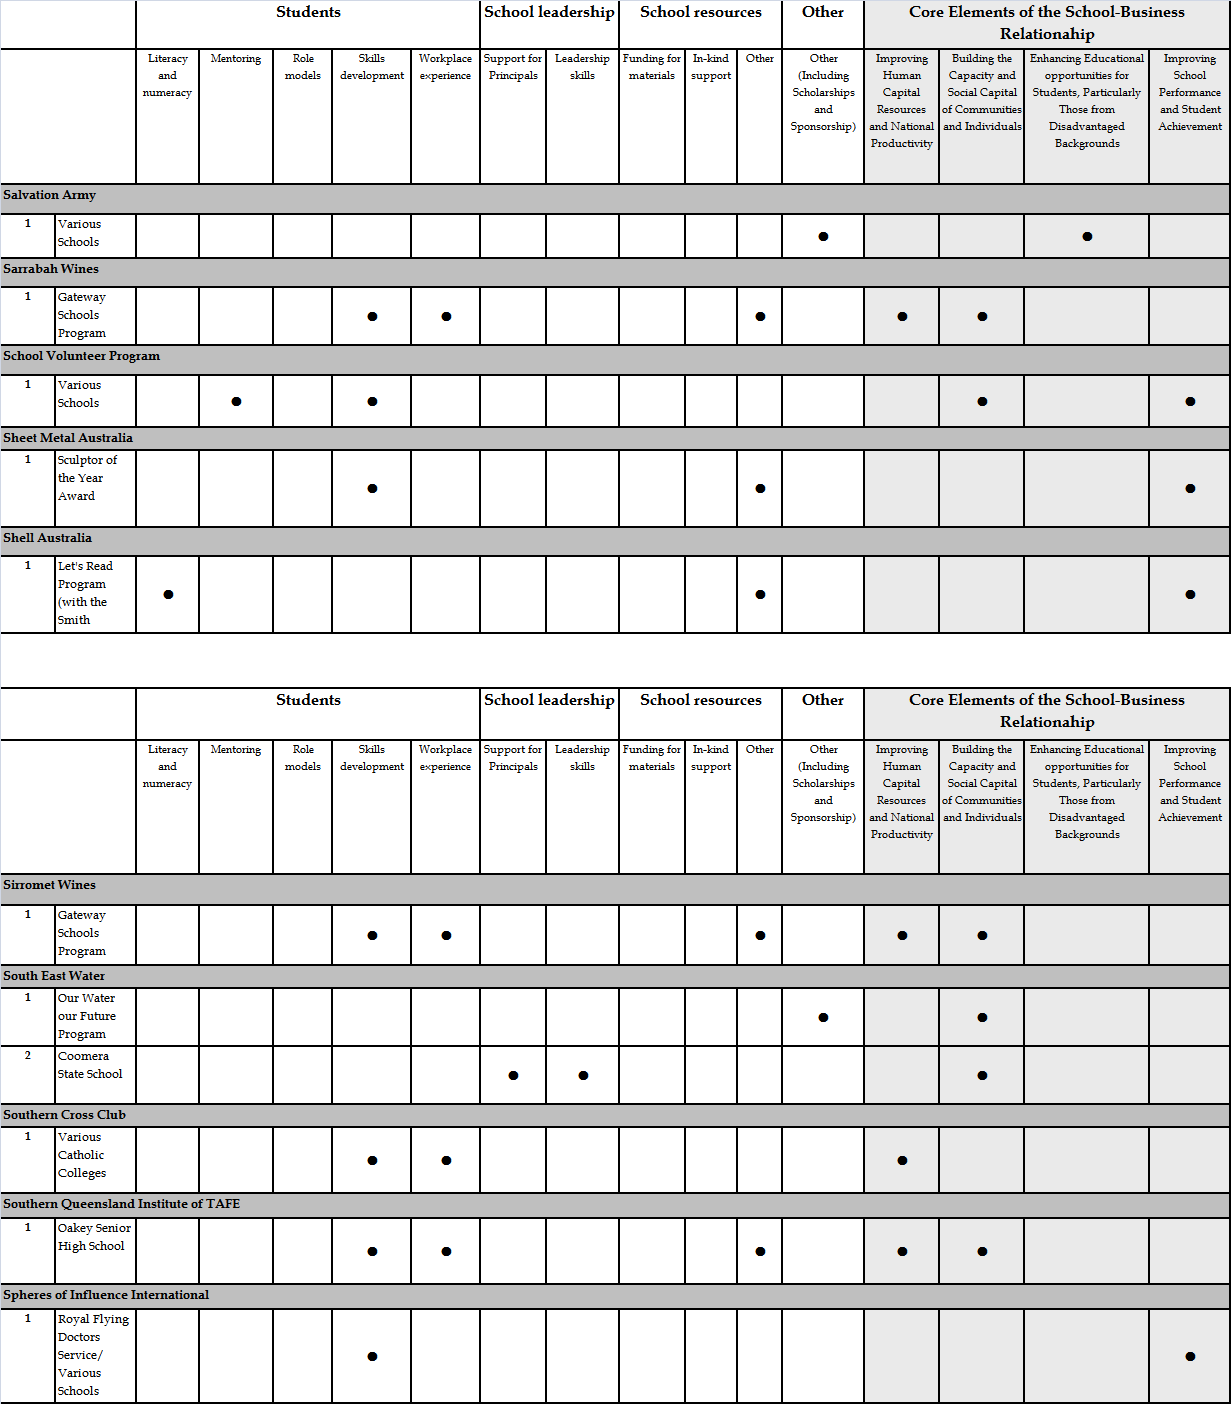 Students School leadership School resources Other Core Elements of the School-Business
Relationahip
Literacy Mentoring Role Skills Workplace Support for Leadership Funding for In-kind Other Other Improving Building the Enhancing Educational Improving
and models development experience Principals skills materials support (Including Human Capacity and opportunities for School
numeracy Scholarships Capital Social Capital Students, Particularly Performance
and Resources of Communities Those from and Student
Sponsorship) and National and Individuals Disadvantaged Achievement
Productivity Backgrounds
Salvation Army
1 Various
Schools
● ●
Sarrabah Wines
1 Gateway
Schools
Program
● ● ● ● ●
School Volunteer Program
1 Various
Schools
● ● ● ●
Sheet Metal Australia
1 Sculptor of
the Year
Award
● ● ●
Shell Australia
1 Let's Read
Program
(with the
Smith
● ● ●
Students School leadership School resources Other Core Elements of the School-Business
Relationahip
Literacy Mentoring Role Skills Workplace Support for Leadership Funding for In-kind Other Other Improving Building the Enhancing Educational Improving
and models development experience Principals skills materials support (Including Human Capacity and opportunities for School
numeracy Scholarships Capital Social Capital Students, Particularly Performance
and Resources of Communities Those from and Student
Sponsorship) and National and Individuals Disadvantaged Achievement
Productivity Backgrounds
Sirromet Wines
1 Gateway
Schools
Program
● ● ● ● ●
South East Water
1 Our Water
our Future
Program
● ●
2 Coomera
State School
● ● ●
Southern Cross Club
1 Various
Catholic
Colleges
● ● ●
Southern Queensland Institute of TAFE
1 Oakey Senior
High School
● ● ● ● ●
Spheres of Influence International
1 Royal Flying
Doctors
Service/
Various
Schools
● ●